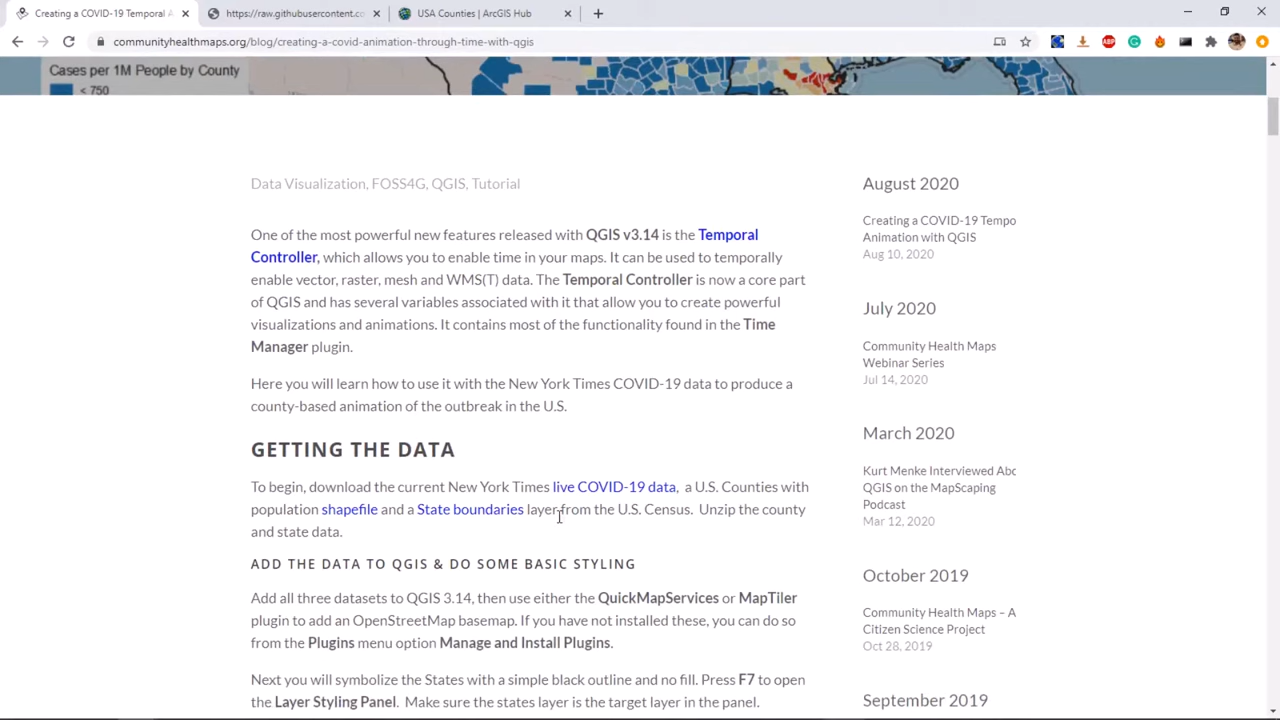 Creating a COVID-19 Temporal A
https://raw.githubusercontent.co
USA Counties | ArcGIS Hub
communityhealthmaps.org/blog/creating-a-covid-animation-through-time-with-qgis
ABP
Cases per 1M People by County
< 750
Data Visualization, FOSS4G, QGIS, Tutorial
One of the most powerful new features released with QGIS v3.14 is the Temporal
Controller, which allows you to enable time in your maps. It can be used to temporally
enable vector, raster, mesh and WMS(T) data. The Temporal Controller is now a core part
of QGIS and has several variables associated with it that allow you to create powerful
visualizations and animations. It contains most of the functionality found in the Time
Manager plugin.
Here you will learn how to use it with the New York Times COVID-19 data to produce a
county-based animation of the outbreak in the U.S.
GETTING THE DATA
To begin, download the current New York Times live COVID-19 data, a U.S. Counties with
population shapefile and a State boundaries layer from the U.S. Census. Unzip the county
and state data.
ADD THE DATA TO QGIS & DO SOME BASIC STYLING
Add all three datasets to QGIS 3.14, then use either the QuickMapServices or MapTiler
plugin to add an OpenStreetMap basemap. If you have not installed these, you can do so
from the Plugins menu option Manage and Install Plugins.
Next you will symbolize the States with a simple black outline and no fill. Press F7 to open
the Layer Styling Panel. Make sure the states layer is the target layer in the panel.
August 2020
Creating a COVID-19 Tempo
Animation with QGIS
Aug 10, 2020
July 2020
Community Health Maps
Webinar Series
Jul 14, 2020
March 2020
Kurt Menke Interviewed Abo
QGIS on the MapScaping
Podcast
Mar 12, 2020
October 2019
Community Health Maps – A
Citizen Science Project
Oct 28, 2019
September 2019